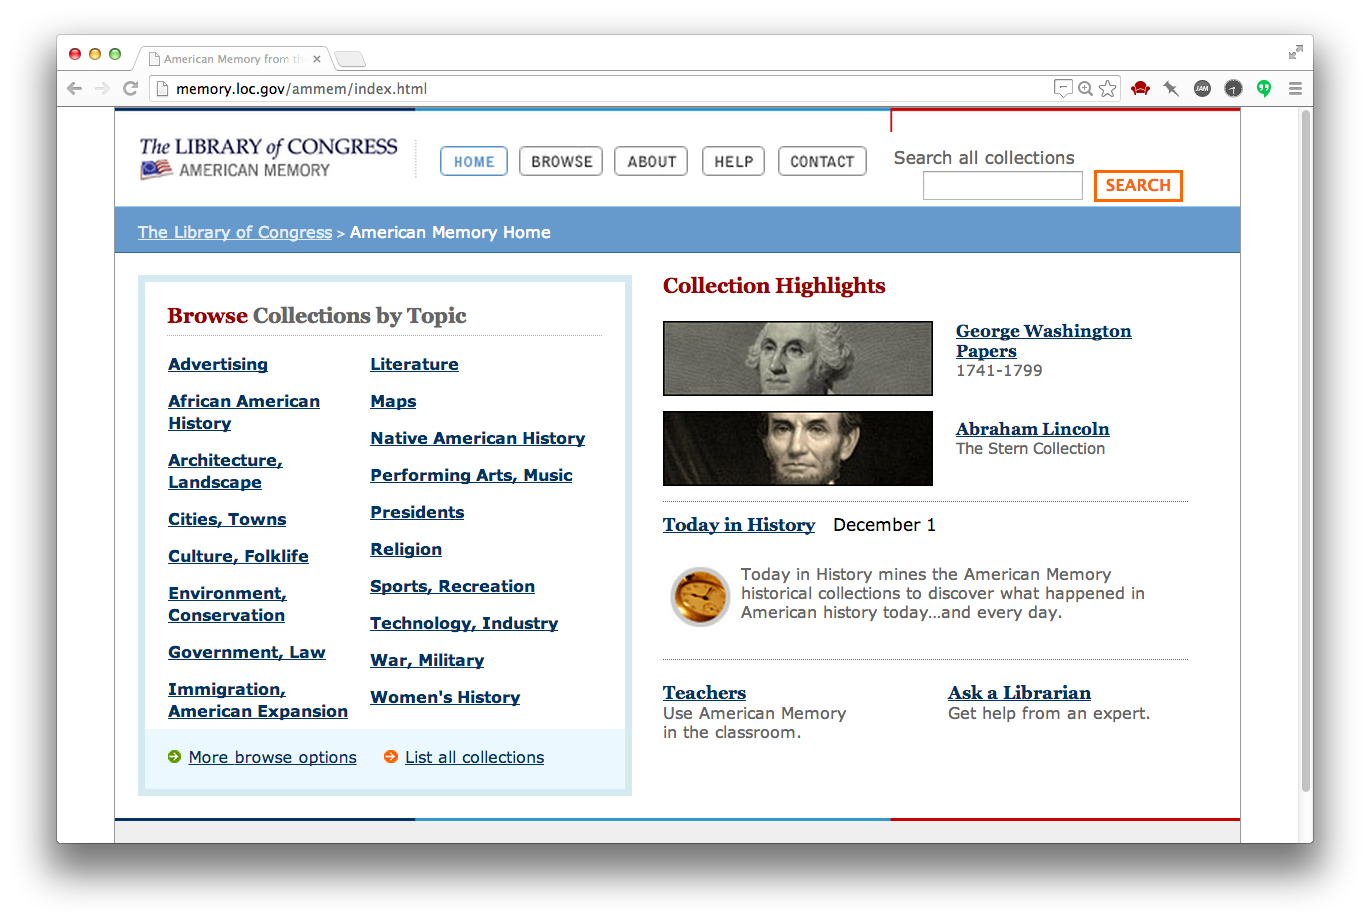 American Memory from th
memory.loc.gov/ammem/index.html
JAM
The LIBRARY of CONGRESS
AMERICAN MEMORY
HOME
BROWSE
ABOUT
HELP
CONTACT
Search all collections
SEARCH
The Library of Congress > American Memory Home
Browse Collections by Topic
Advertising
African American
History
Architecture,
Landscape
Cities, Towns
Culture, Folklife
Environment,
Conservation
Government, Law
Immigration,
American Expansion
Literature
Maps
Native American History
Performing Arts, Music
Presidents
Religion
Sports, Recreation
Technology, Industry
War, Military
Women's History
More browse options
List all collections
Collection Highlights
George Washington
Papers
1741-1799
Abraham Lincoln
The Stern Collection
Today in History December 1
Today in History mines the American Memory
historical collections to discover what happened in
American history today...and every day.
Teachers
Use American Memory
in the classroom.
Ask a Librarian
Get help from an expert.